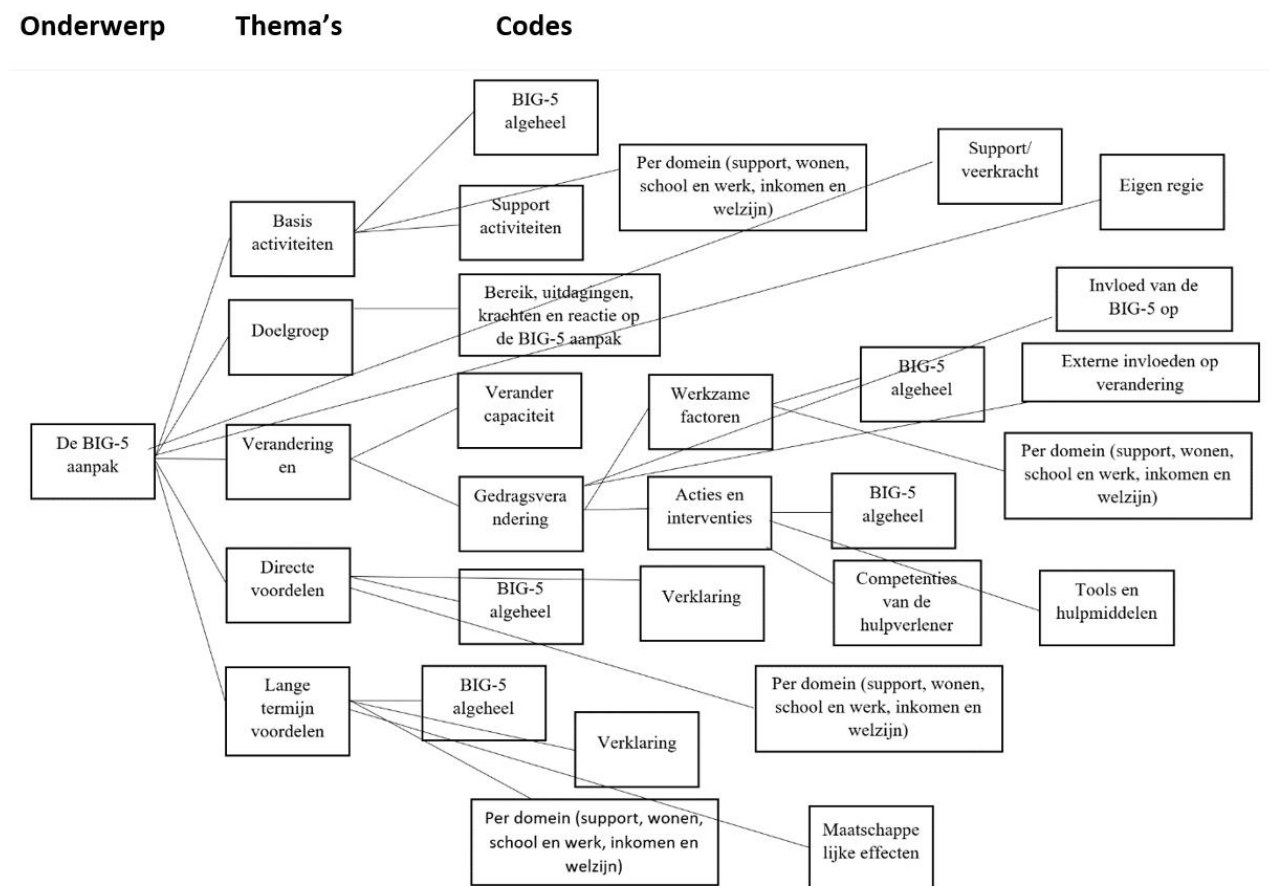 Onderwerp
Thema's
Codes
BIG-5
algeheel
Per domein (support, wonen,
school en werk, inkomen en
welzijn)
Support/
veerkracht
Eigen regie
Basis
activiteiten
Support
activiteiten
Doelgroep
Bereik, uitdagingen,
krachten en reactie op
de BIG-5 aanpak
Invloed van de
BIG-5 op
Externe invloeden op
verandering
De BIG-5
aanpak
Verandering
en
Verander
capaciteit
Werkzame
factoren
BIG-5
algeheel
Per domein (support, wonen,
school en werk, inkomen en
welzijn)
Gedragsvera
ndering
Acties en
interventies
BIG-5
algeheel
Competenties
van de
hulpverlener
Tools en
hulpmiddelen
Directe
voordelen
BIG-5
algeheel
Verklaring
Per domein (support, wonen,
school en werk, inkomen en
welzijn)
Lange
termijn
voordelen
BIG-5
algeheel
Verklaring
Per domein (support, wonen,
school en werk, inkomen en
welzijn)
Maatschappe
lijke effecten